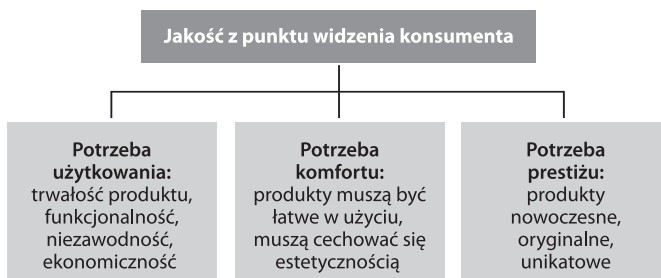 Jakość z punktu widzenia konsumenta
Potrzeba
użytkowania:
trwałość produktu,
funkcjonalność,
niezawodność,
ekonomiczność
Potrzeba
komfortu:
produkty muszą być
łatwe w użyciu,
muszą cechować się
estetycznością
Potrzeba
prestiżu:
produkty
nowoczesne,
oryginalne,
unikatowe